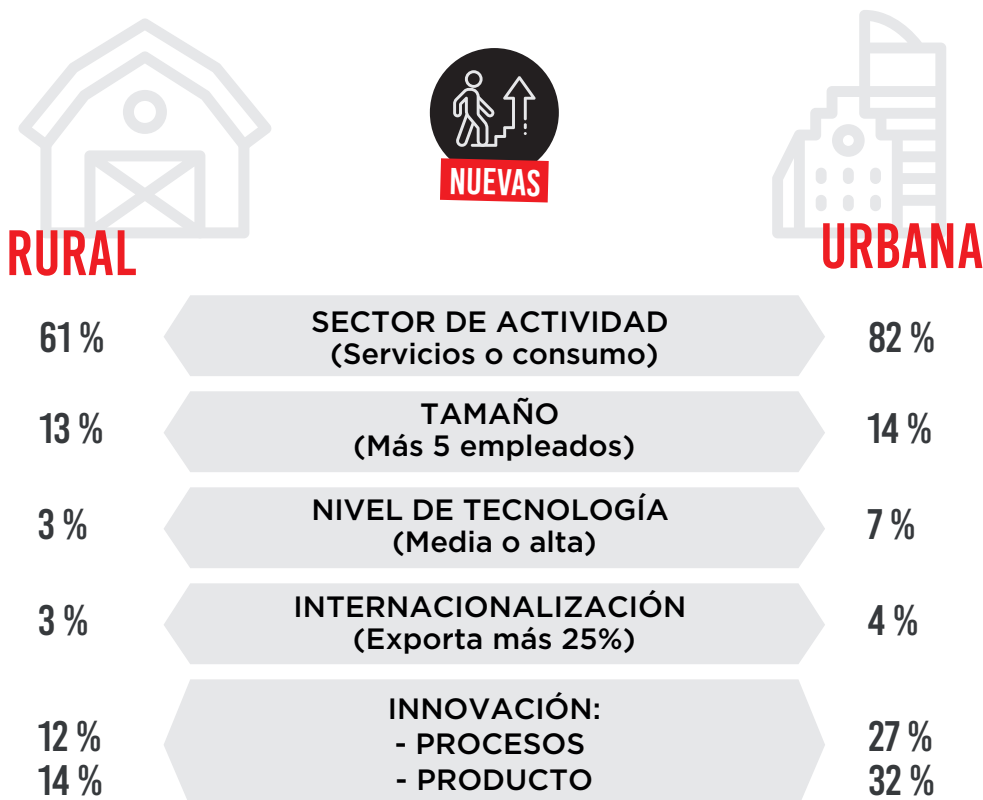 NUEVAS
RURAL
URBANA
61 %
SECTOR DE ACTIVIDAD
(Servicios o consumo)
82 %
13 %
TAMAÑO
(Más 5 empleados)
14 %
3 %
NIVEL DE TECNOLOGÍA
(Media o alta)
7 %
3 %
INTERNACIONALIZACIÓN
(Exporta más 25%)
4 %
INNOVACIÓN:
12 %
- PROCESOS
27 %
14 %
- PRODUCTO
32 %